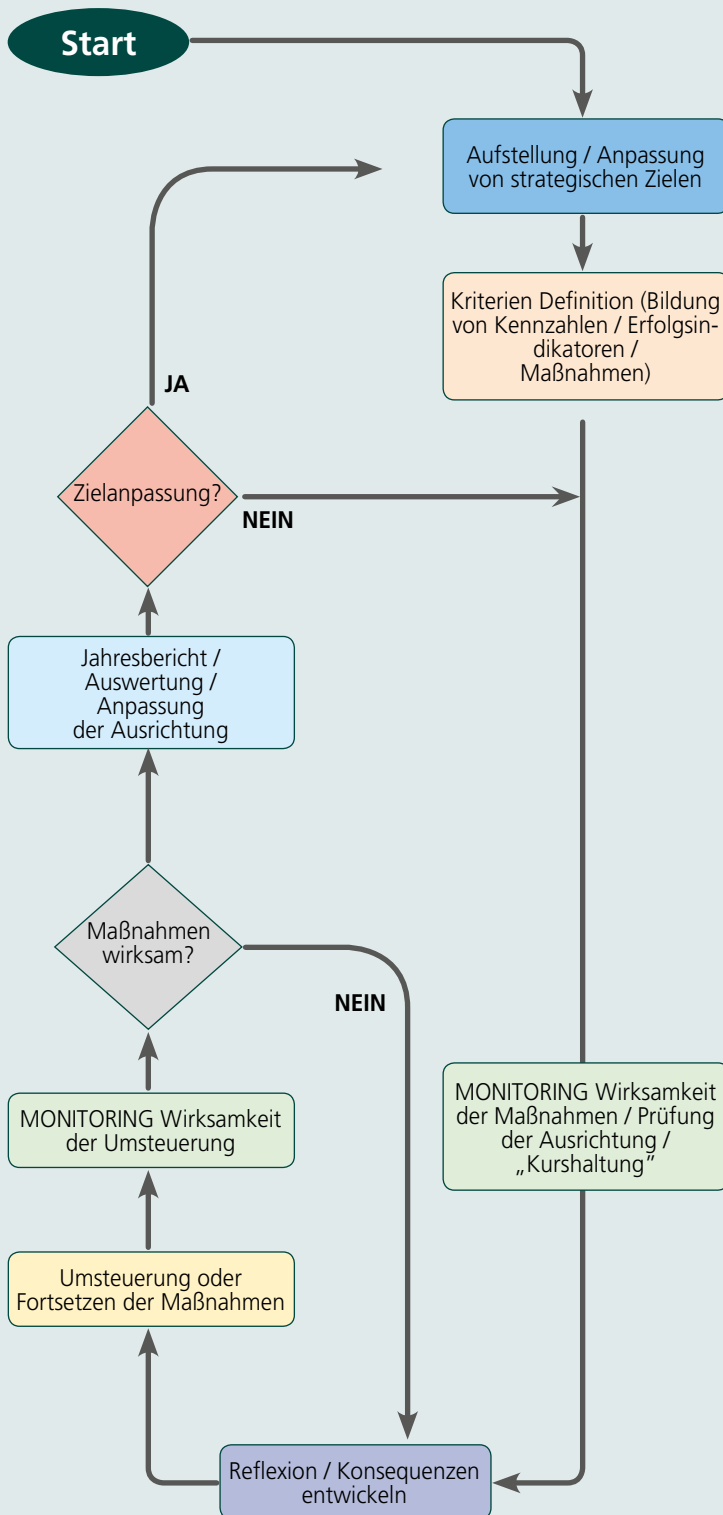 Start
Aufstellung / Anpassung
von strategischen Zielen
Kriterien Definition (Bildung
von Kennzahlen / Erfolgsin-
dikatoren /
Maßnahmen)
JA
Zielanpassung?
NEIN
Jahresbericht /
Auswertung /
Anpassung
der Ausrichtung
Maßnahmen
wirksam?
NEIN
MONITORING Wirksamkeit
der Umsteuerung
MONITORING Wirksamkeit
der Maßnahmen / Prüfung
der Ausrichtung /
„Kurshaltung”
Umsteuerung oder
Fortsetzen der Maßnahmen
Reflexion / Konsequenzen
entwickeln